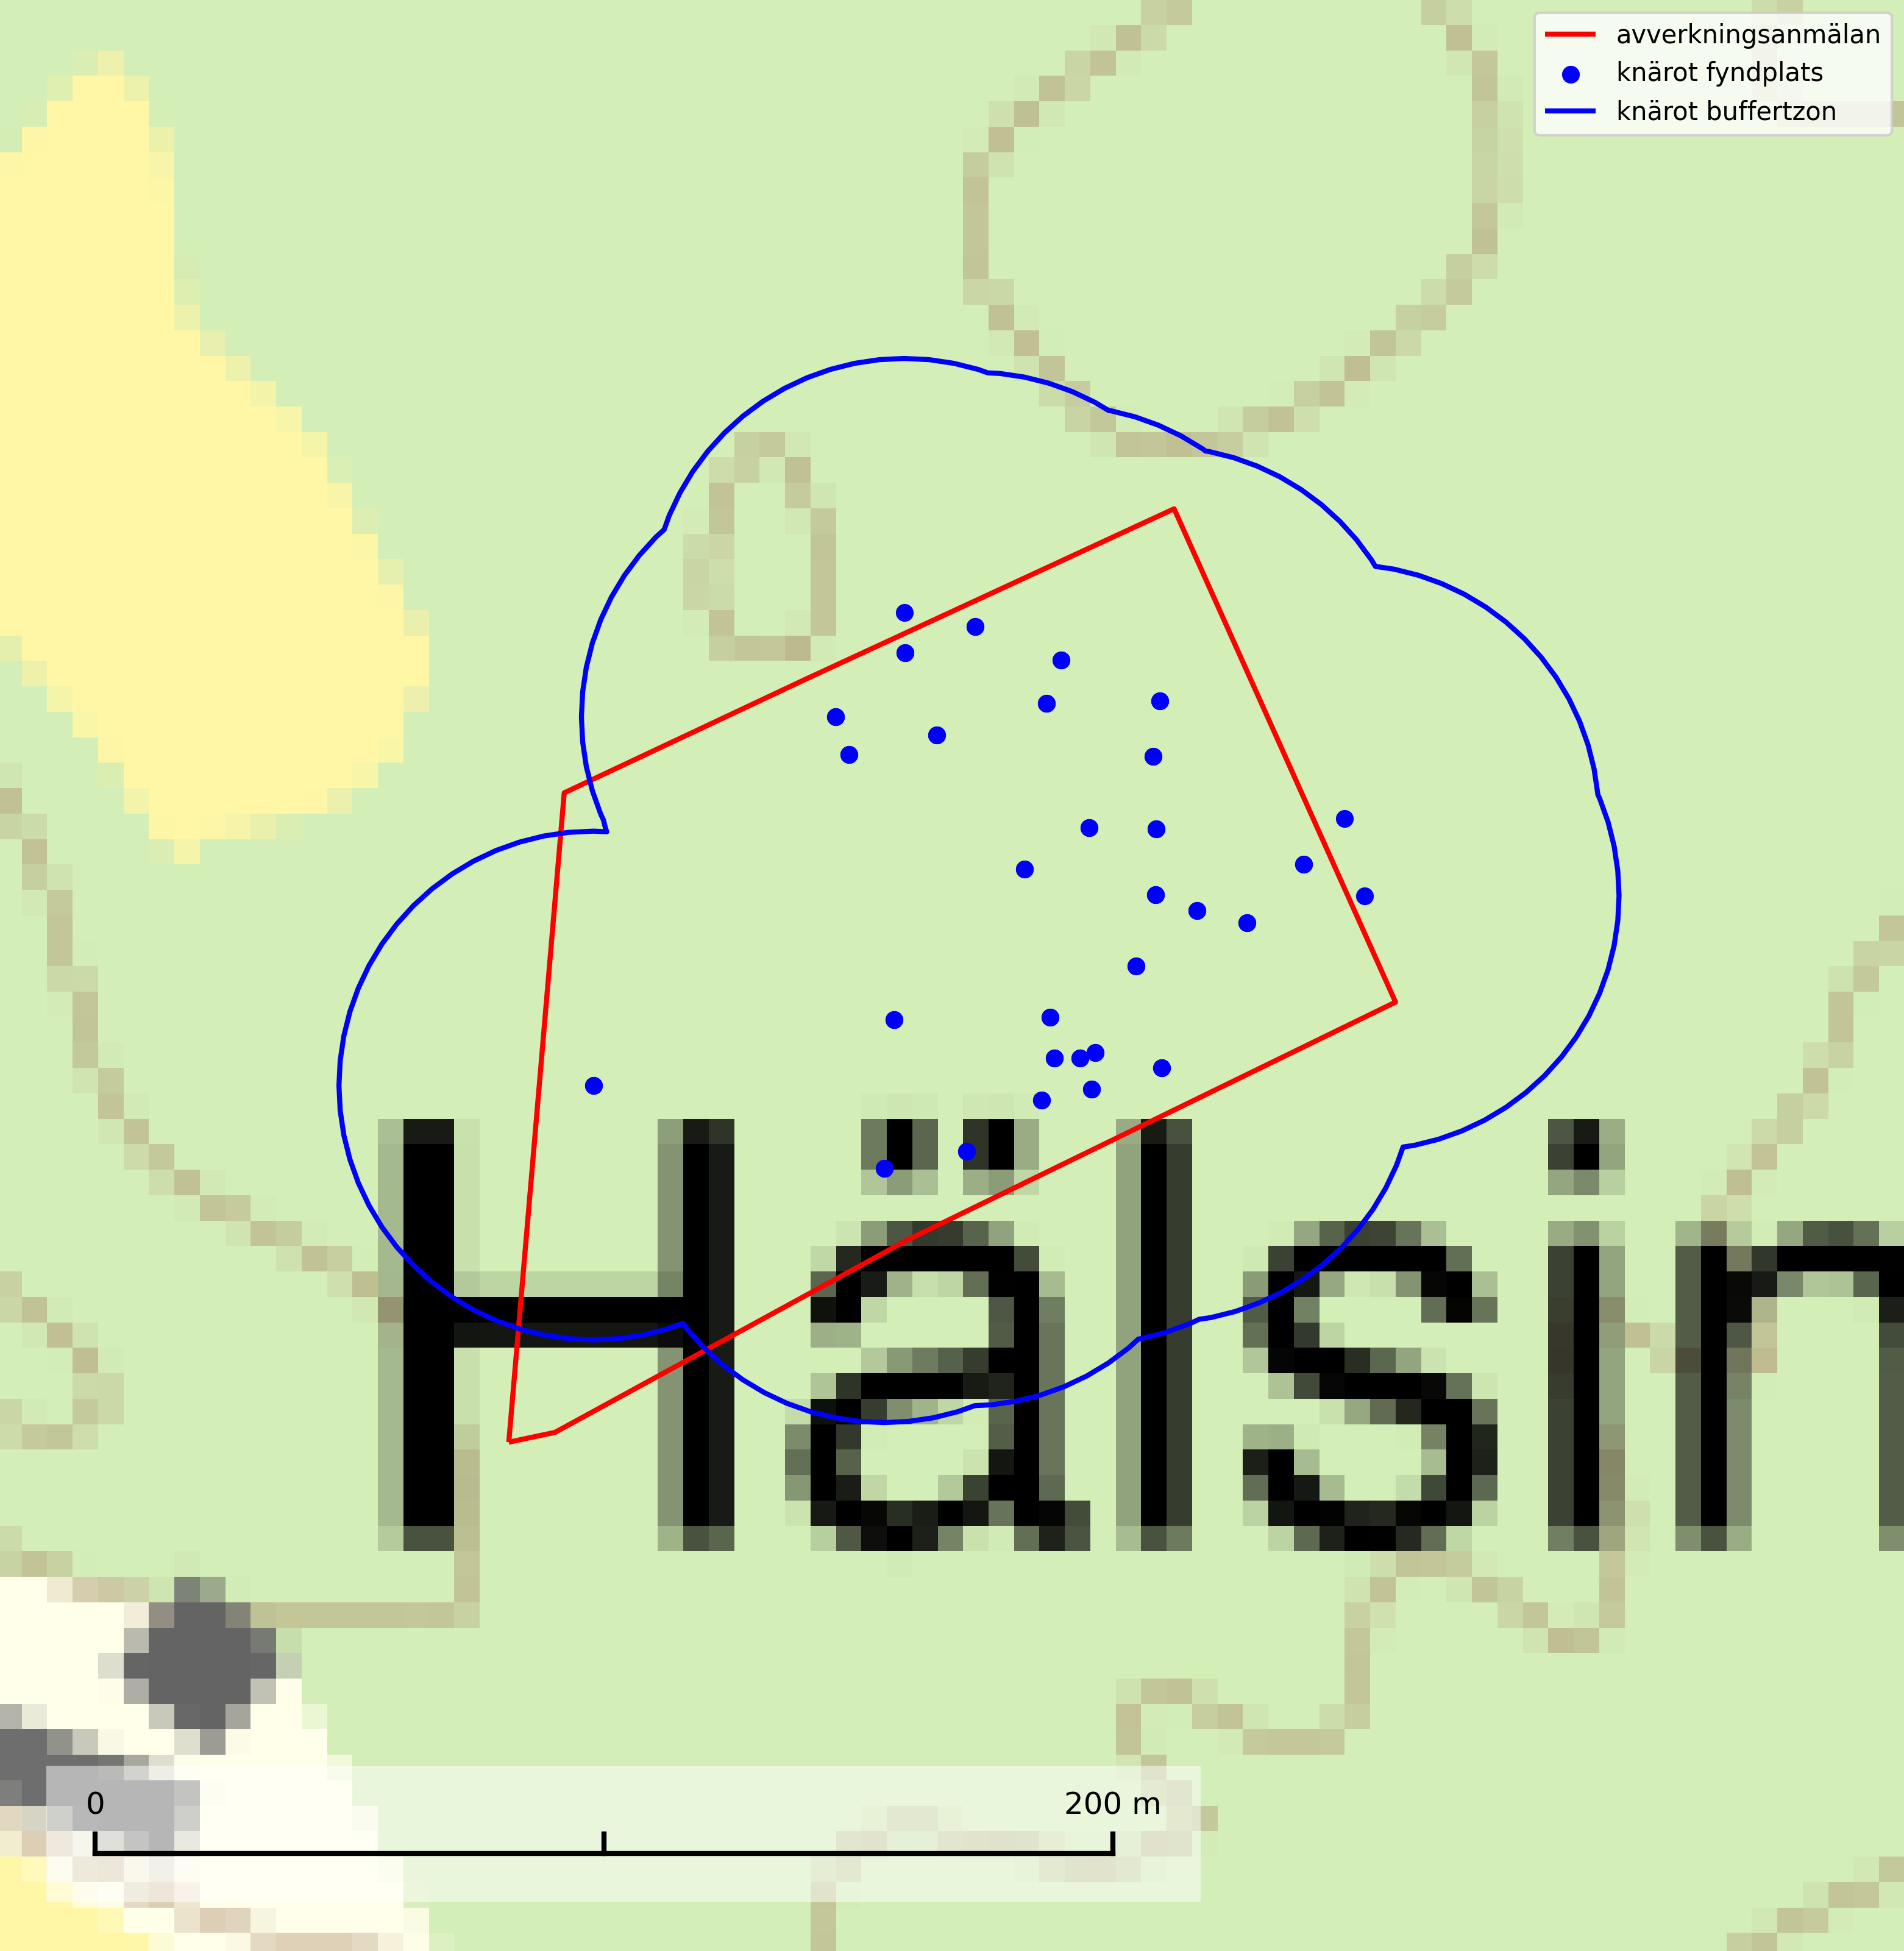 avverkningsanmälan
knärot fyndplats
knärot buffertzon
Hälsin
0
200 m